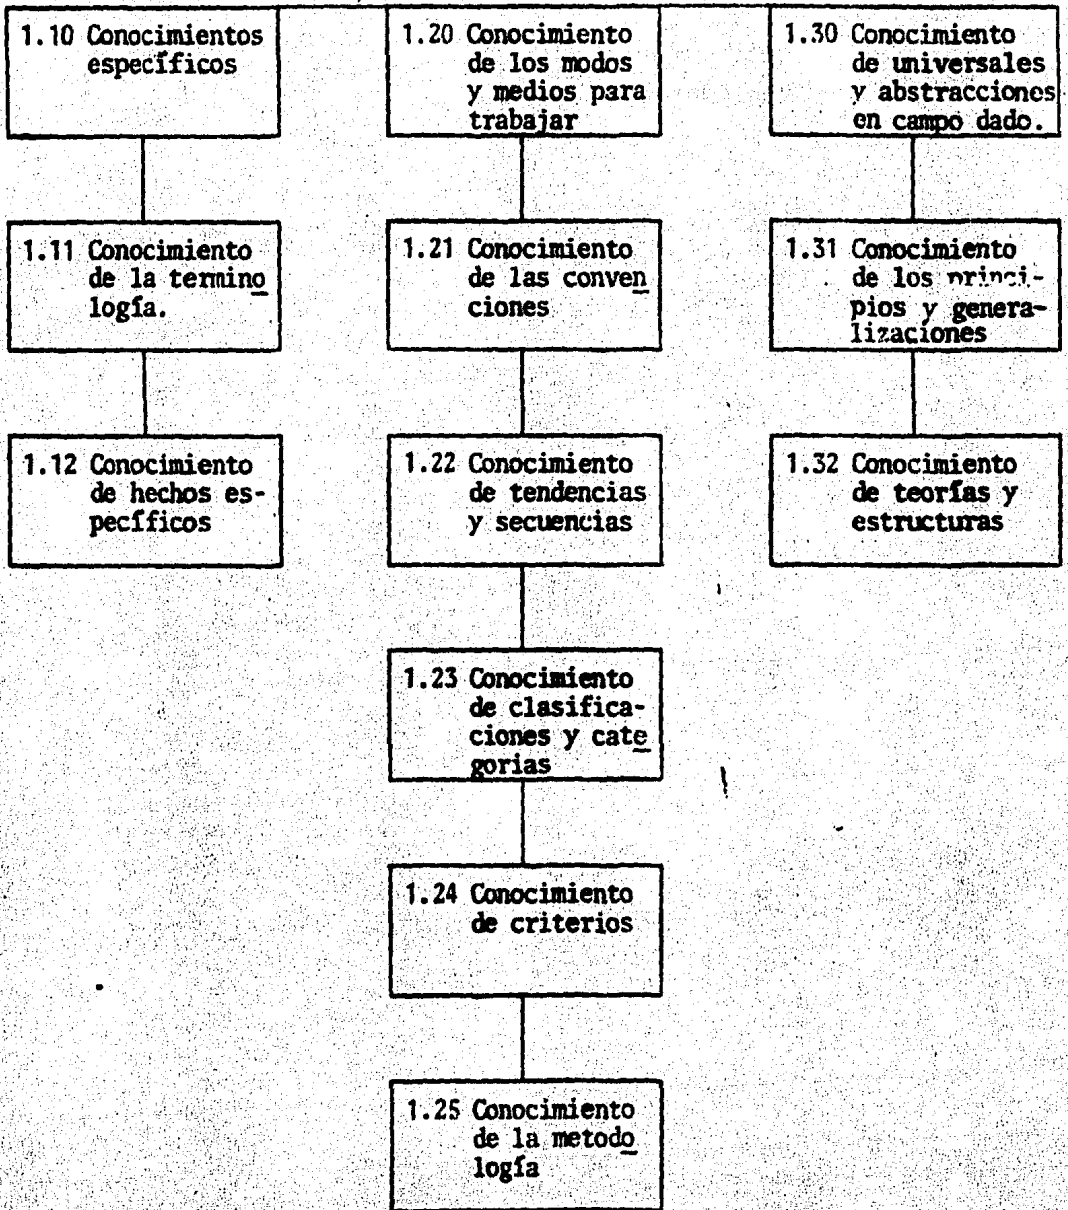 1.10 Conocimientos
específicos
1.11 Conocimiento
de la termino
logía.
1.12 Conocimiento
de hechos es-
pecíficos
1.20 Conocimiento
de los modos
y medios para
trabajar
1.21 Conocimiento
de las conven
ciones
1.22 Conocimiento
de tendencias
y secuencias
1.23 Conocimiento
de clasifica-
ciones y cate
gorias
1.24 Conocimiento
de criterios
1.25 Conocimiento
de la metodo
logía
1.30 Conocimiento
de universales
y abstracciones
en campo dado.
1.31 Conocimiento
de los princi-
pios y genera-
lizaciones
1.32 Conocimiento
de teorías y
estructuras